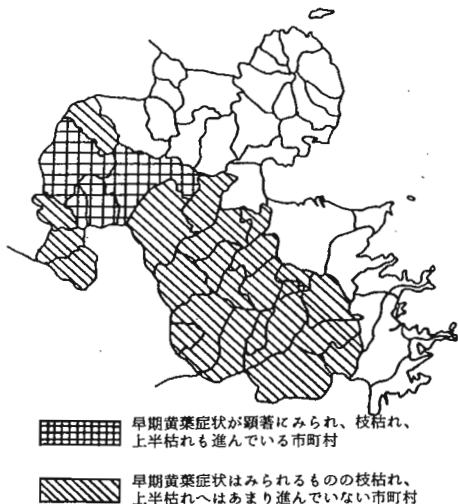 早期黄葉症状が顕著にみられ、枝枯れ、
上半枯れも進んでいる市町村
早期黄葉症状はみられるものの枝枯れ、
上半枯れへはあまり進んでいない市町村